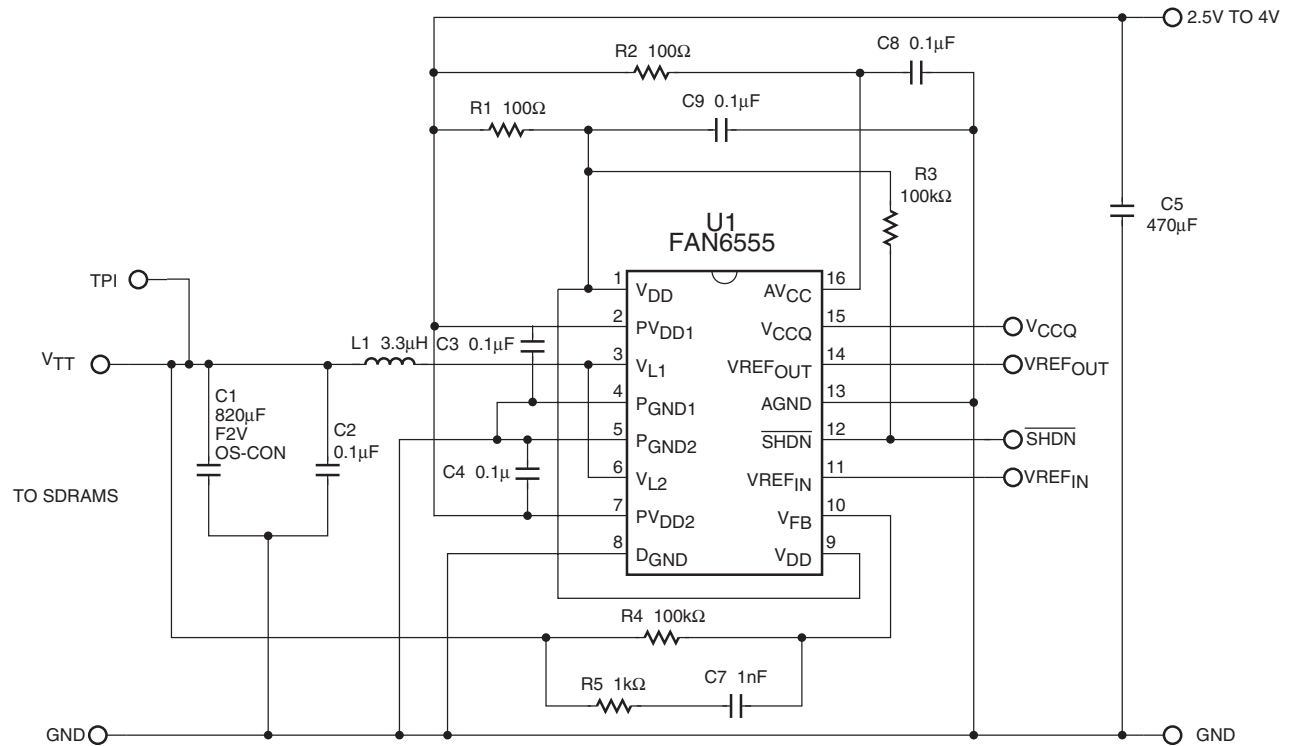 2.5V TO 4V
R2 100Ω
C8 0.1µF
R1 100Ω
C9 0.1µF
R3
100kΩ
C5
470µF
U1
FAN6555
TPI
VTT
L1 3.3µH
C3 0.1µF
C1
820µF
F2V
OS-CON
C2
0.1µF
C4 0.1µ
TO SDRAMS
1 VDD
2 PVDD1
3 VL1
4 PGND1
5 PGND2
6 VL2
7 PVDD2
8 DGND
AVCC 16
VCCQ 15
VREFOUT 14
AGND 13
SHDN 12
VREFIN 11
VFB 10
VDD 9
VCCQ
VREFOUT
SHDN
VREFIN
R4 100kΩ
R5 1kΩ
C7 1nF
GND
GND